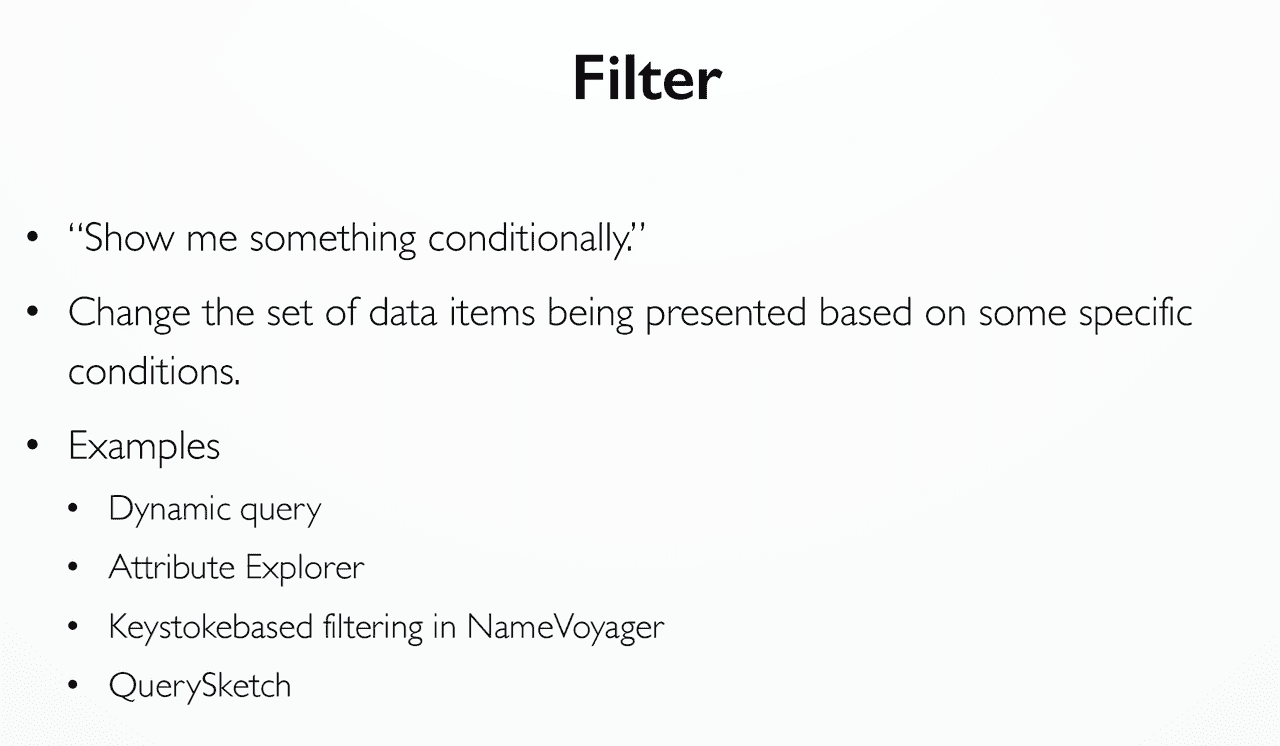 Filter
• “Show me something conditionally.”
• Change the set of data items being presented based on some specific
conditions.
• Examples
• Dynamic query
• Attribute Explorer
• Keystokebased filtering in NameVoyager
• QuerySketch